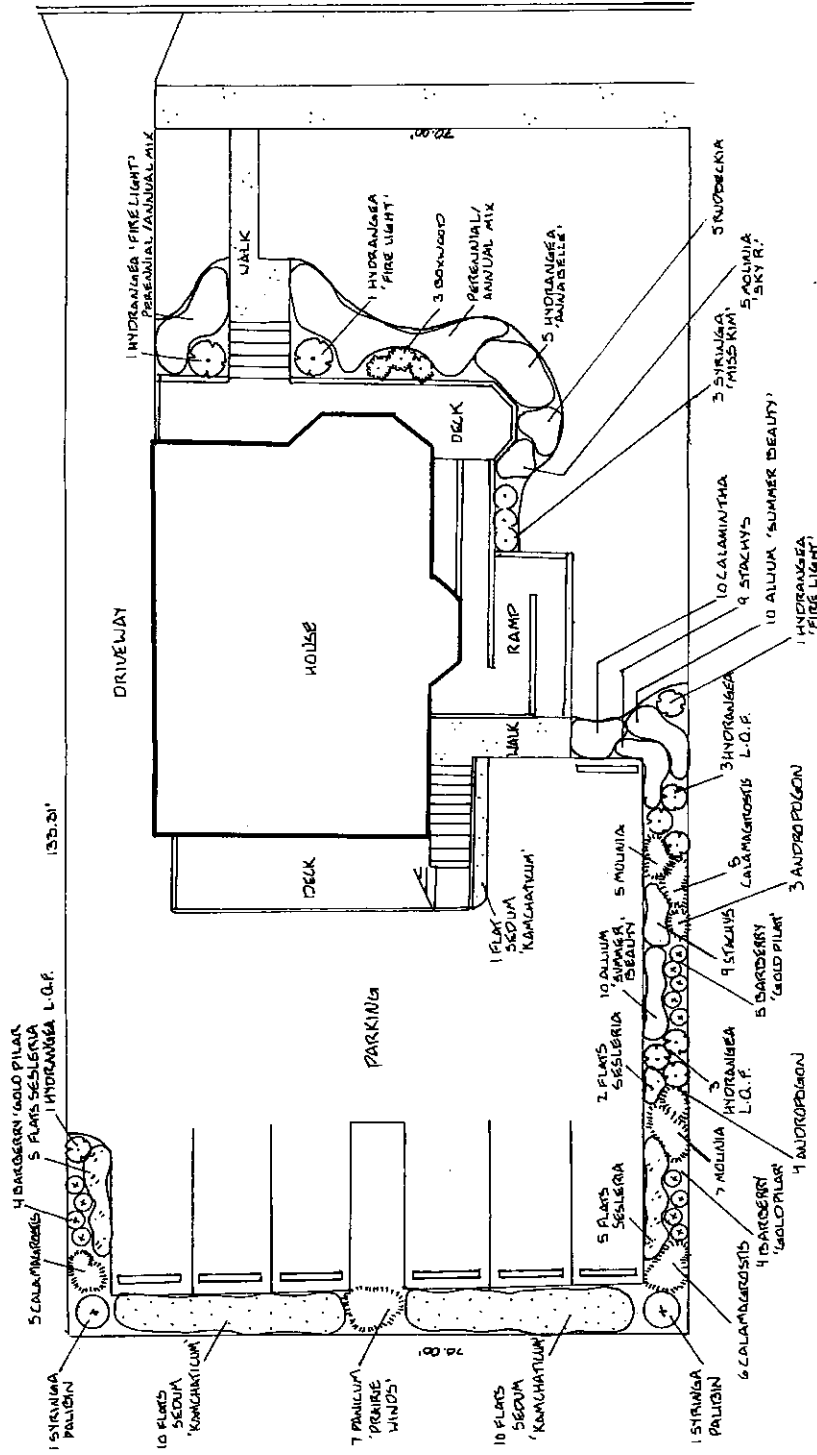 1 HYDRANGEA 'FIRE LIGHT'
PERENNIAL/ANNUAL MIX
WALK
70.00'
1 HYDRANGEA
'FIRE LIGHT'
3 BOXWOOD
PERENNIAL/
ANNUAL MIX
5 HYDRANGEA
'ANNABELLE'
5 RUDBECKIA
5 MOLINIA
'SKY R.'
3 SYRINGA
'MISS KIM'
DECK
DRIVEWAY
HOUSE
RAMP
WALK
10 CALAMINTHA
9 STACHYS
10 ALLIUM 'SUMMER BEAUTY'
1 HYDRANGEA
'FIRE LIGHT'
3 HYDRANGEA
L.Q.F.
DECK
1 FLAT
SEDUM
'KAMCHATICUM'
5 MOLINIA
5
CALAMAGROSTIS
3 ANDROPOGON
9 STACHYS
10 ALLIUM
'SUMMER
BEAUTY'
5 BARBERRY
'GOLD PILAR'
2 FLATS
SESLERIA
3
HYDRANGEA
L.Q.F.
4 ANDROPOGON
PARKING
7 MOLINIA
5 FLATS
SESLERIA
4 BARBERRY
'GOLD PILAR'
6 CALAMAGROSTIS
5 CALAMAGROSTIS
4 BARBERRY 'GOLD PILAR
5 FLATS SESLERIA
1 HYDRANGEA L.Q.F.
1 SYRINGA
PALIBIN
10 FLATS
SEDUM
'KAMCHATICUM'
7 PANICUM
'PRAIRIE
WINDS'
70.00'
10 FLATS
SEDUM
'KAMCHATICUM'
1 SYRINGA
PALIBIN